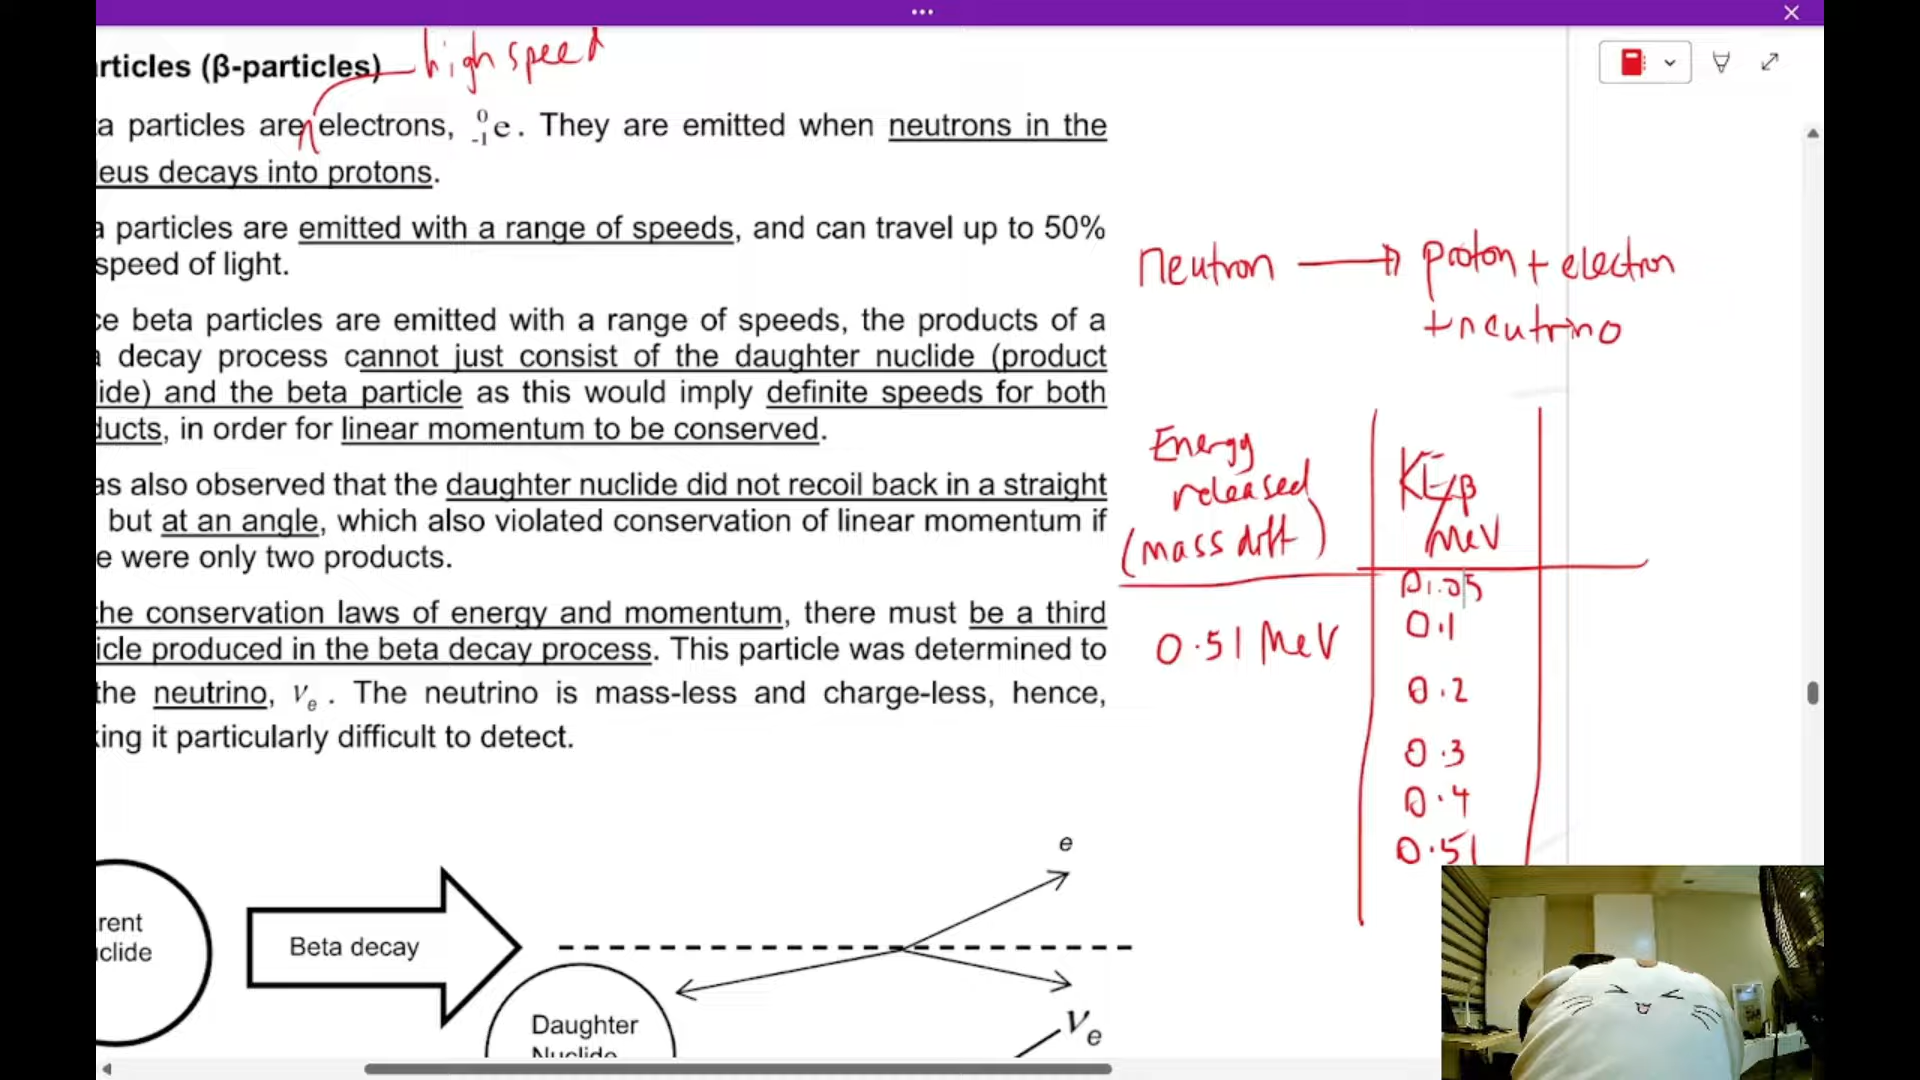 rticles (β-particles)
high speed
a particles are electrons, ⁰₋₁e. They are emitted when neutrons in the
eus decays into protons.
a particles are emitted with a range of speeds, and can travel up to 50%
speed of light.
ce beta particles are emitted with a range of speeds, the products of a
a decay process cannot just consist of the daughter nuclide (product
ide) and the beta particle as this would imply definite speeds for both
ducts, in order for linear momentum to be conserved.
as also observed that the daughter nuclide did not recoil back in a straight
but at an angle, which also violated conservation of linear momentum if
e were only two products.
the conservation laws of energy and momentum, there must be a third
icle produced in the beta decay process. This particle was determined to
the neutrino, νₑ. The neutrino is mass-less and charge-less, hence,
king it particularly difficult to detect.
neutron → proton + electron
+ neutrino
Energy
released
(mass diff)
KE β
/MeV
0.51 MeV
0.05
0.1
0.2
0.3
0.4
0.51
rent
clide
Beta decay
e
Daughter
Nuclide
νₑ